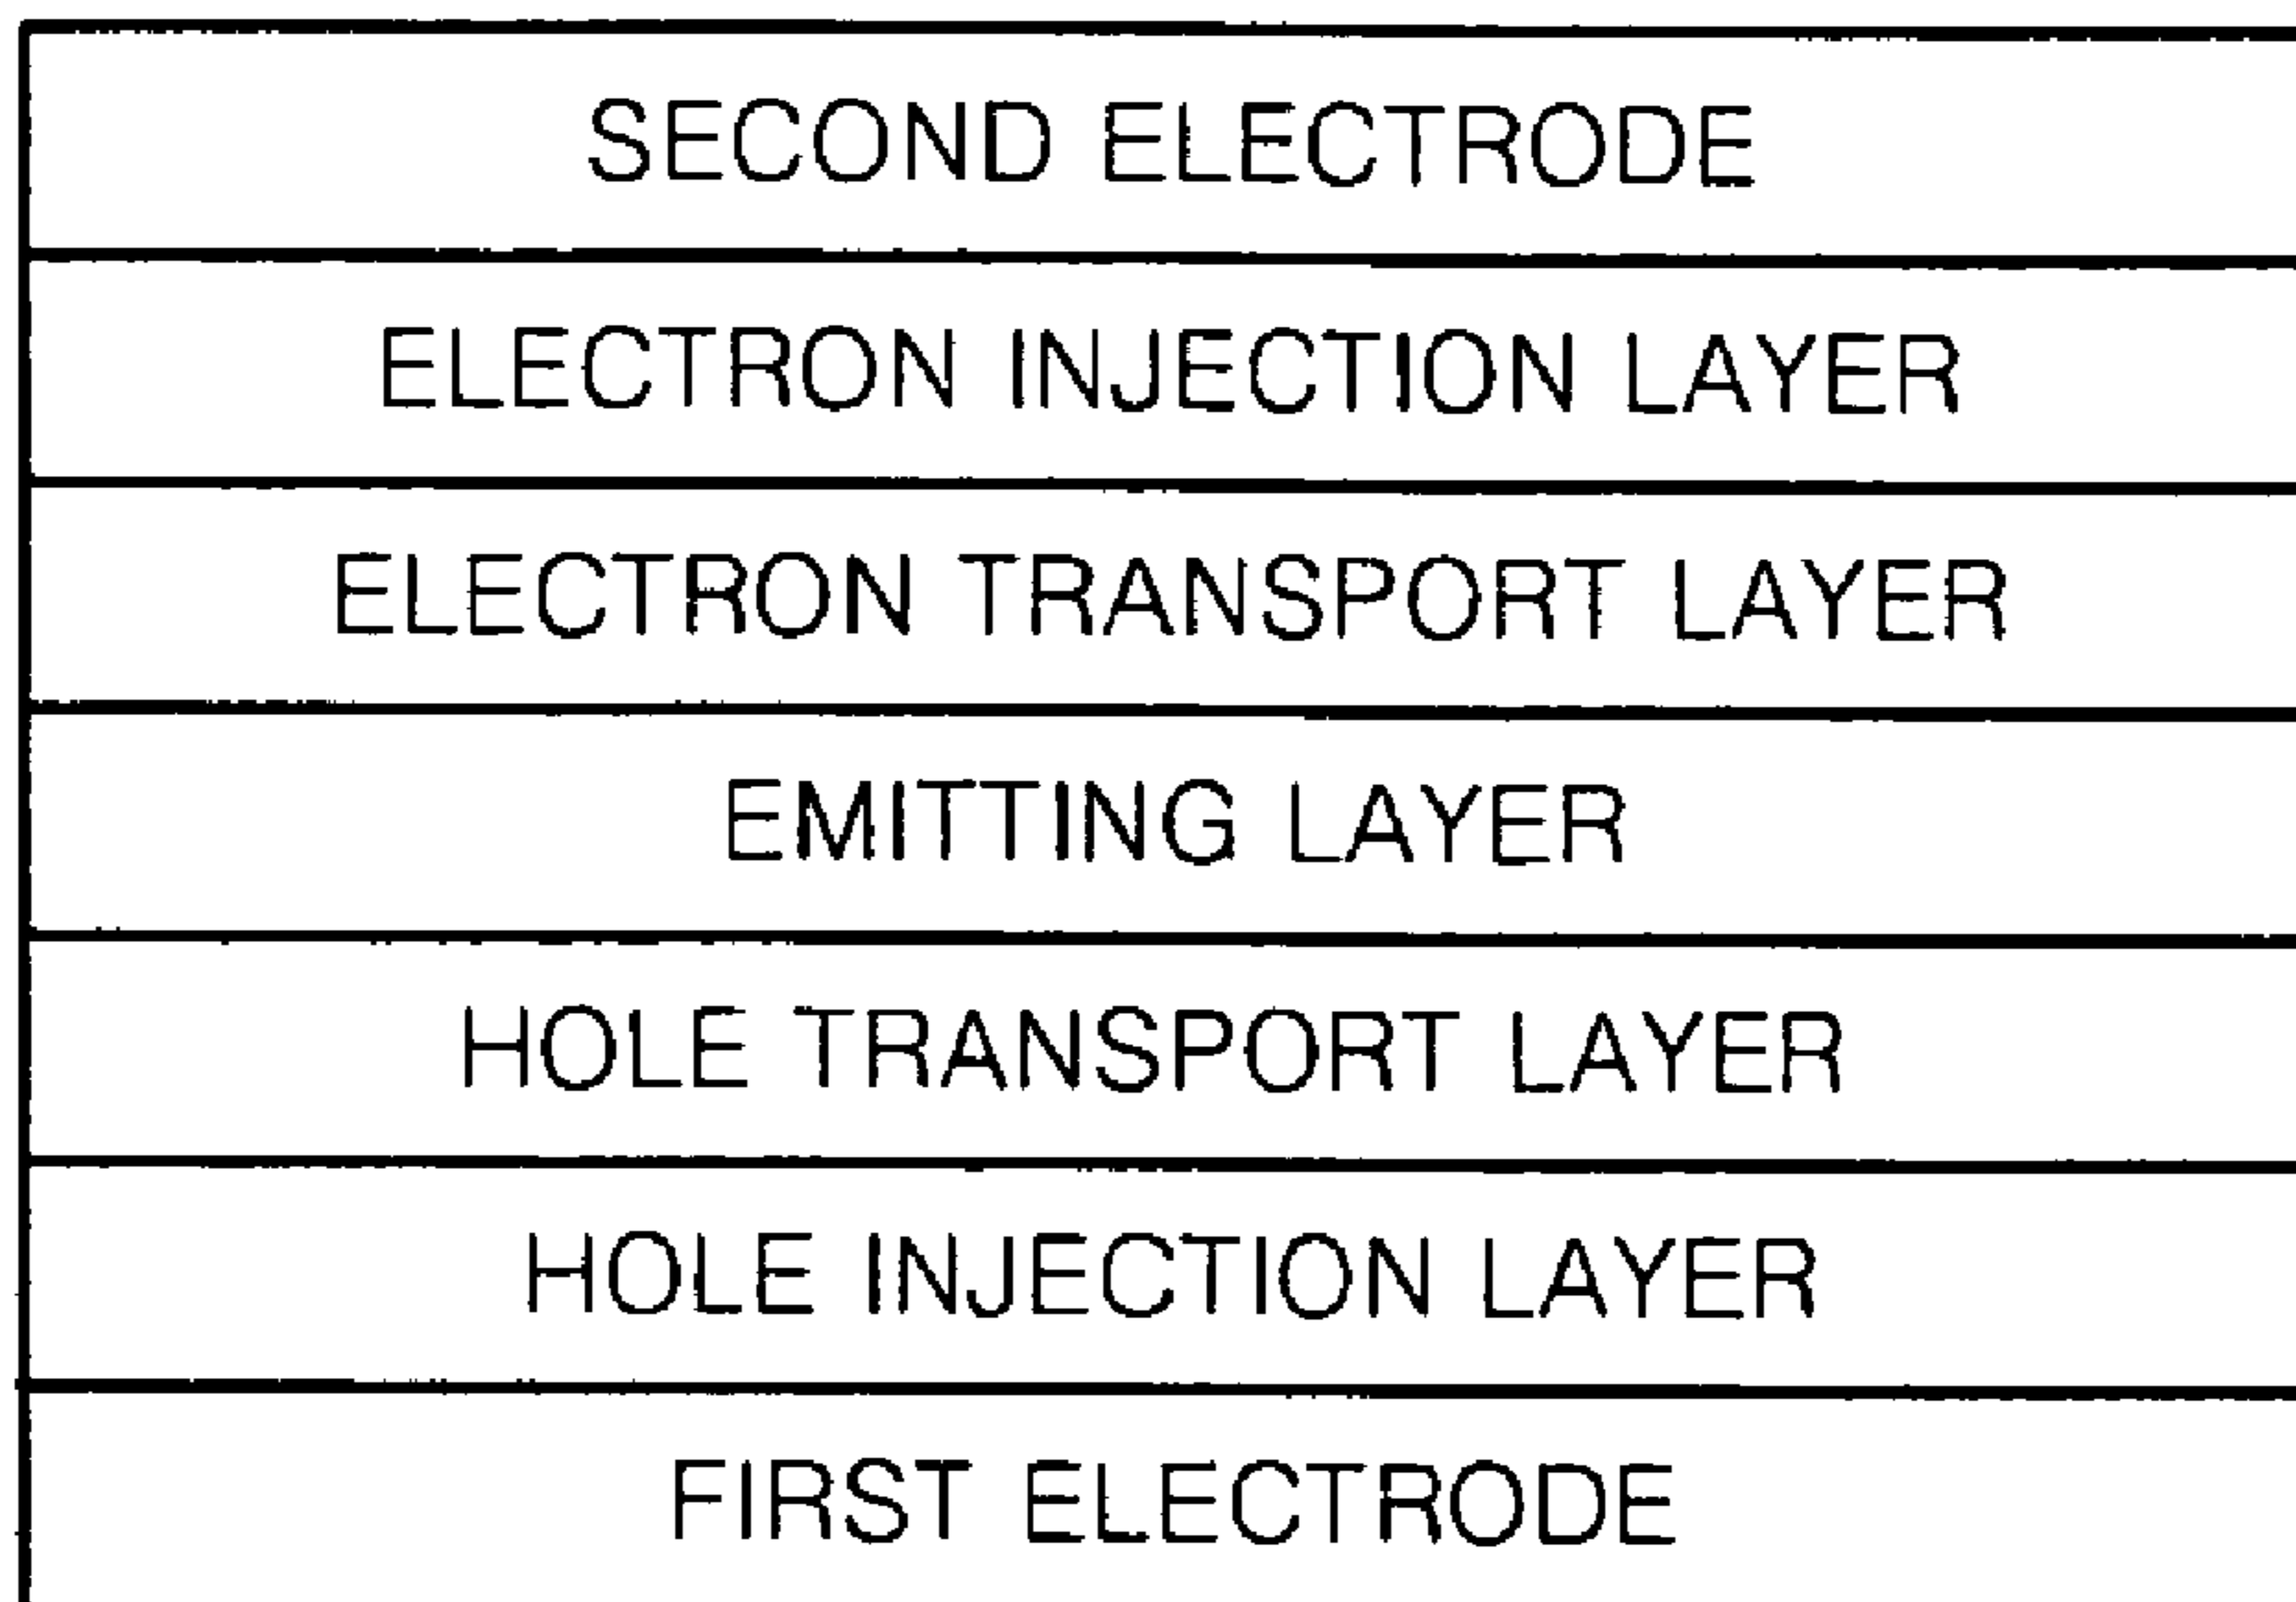 SECOND ELECTRODE
ELECTRON INJECTION LAYER
ELECTRON TRANSPORT LAYER
EMITTING LAYER
HOLE TRANSPORT LAYER
HOLE INJECTION LAYER
FIRST ELECTRODE